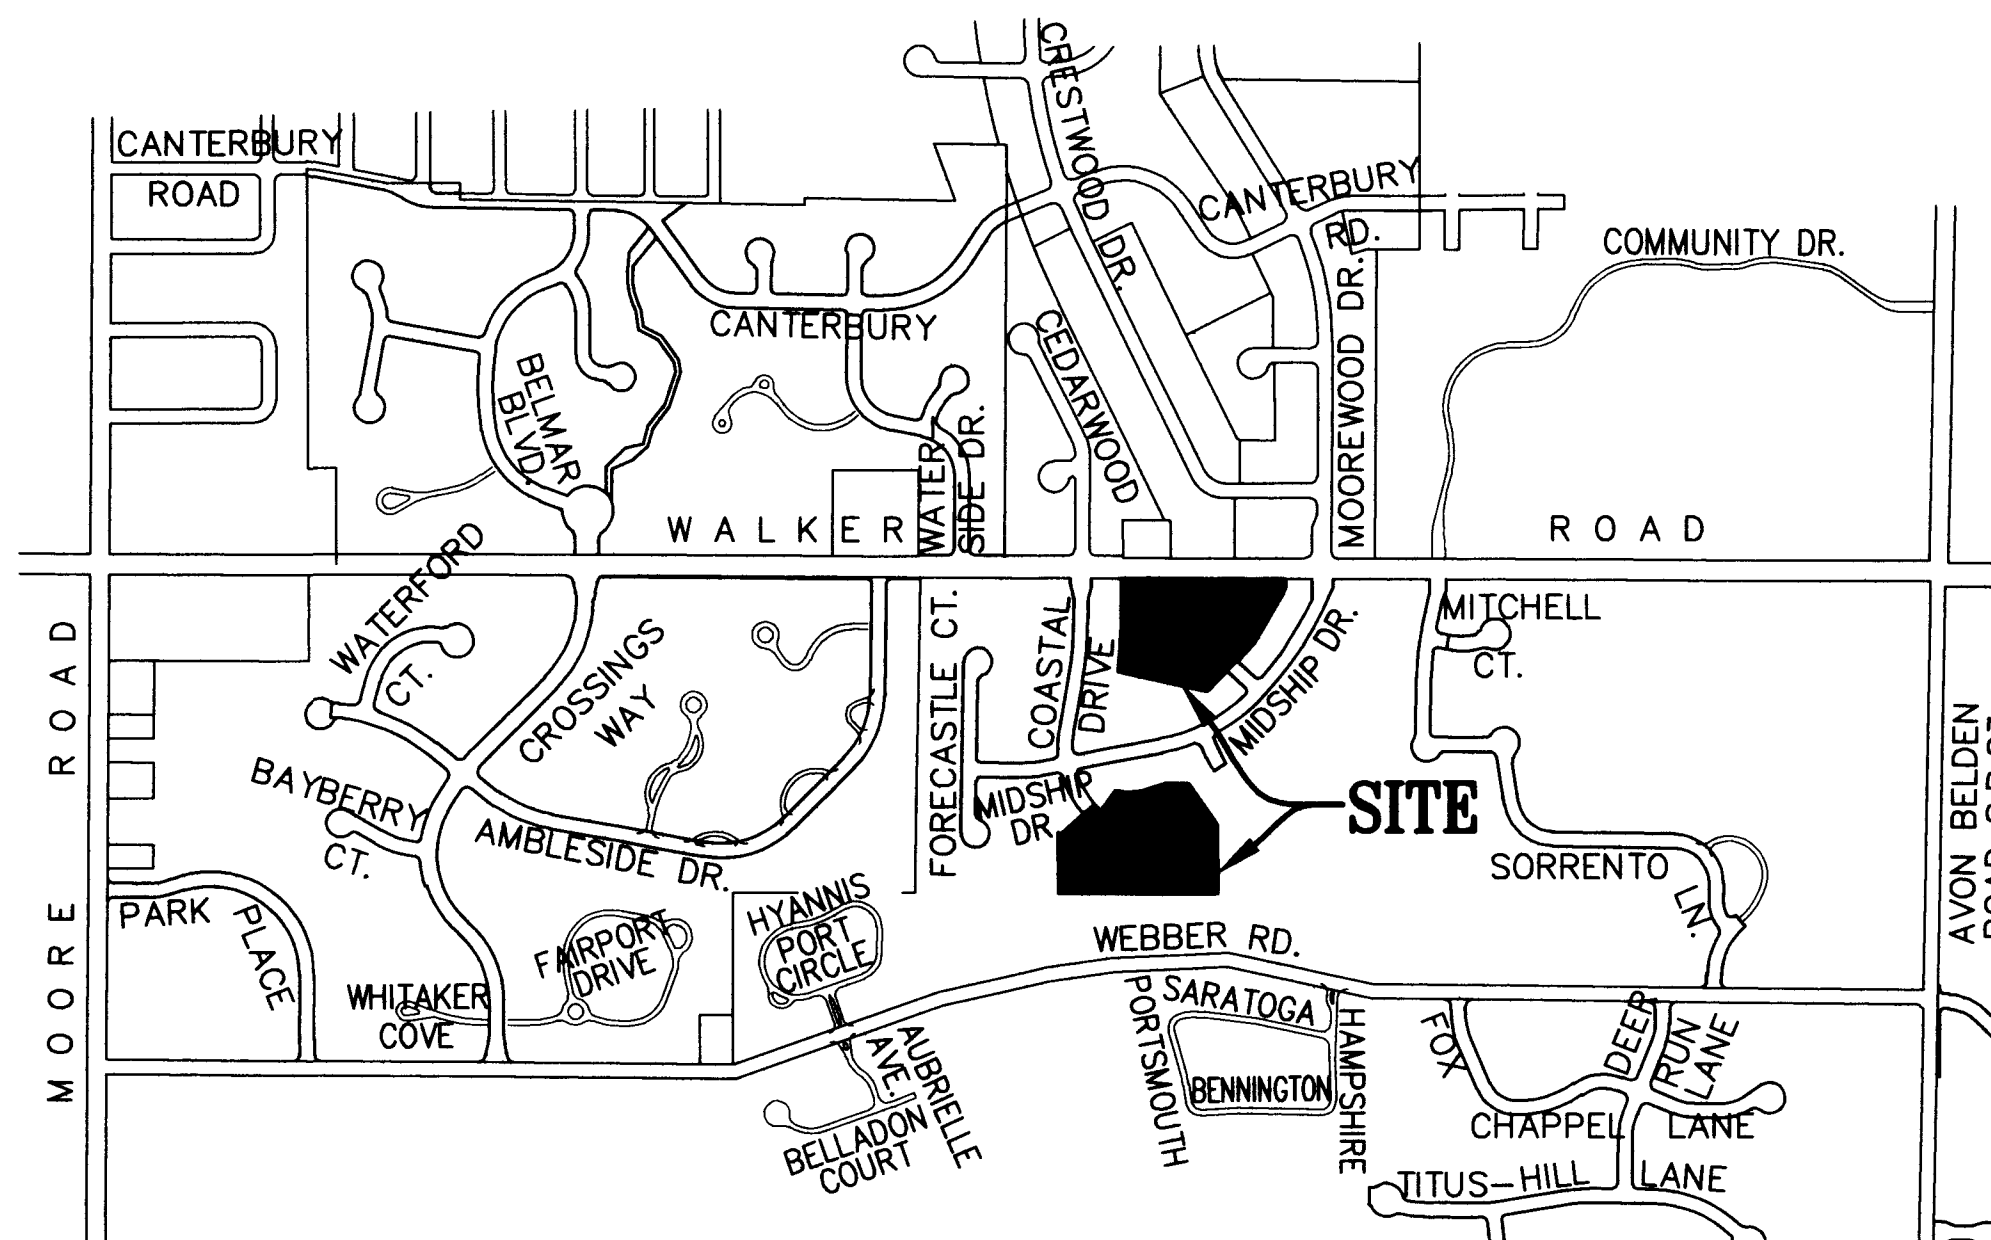 CRESTWOOD DR.
CANTERBURY
ROAD
CANTERBURY
RD.
COMMUNITY DR.
CANTERBURY
BELMAR
BLVD.
CEDARWOOD
MOOREWOOD DR.
WATER
SIDE DR.
WALKER
ROAD
WATERFORD
CT.
CROSSINGS
WAY
FORECASTLE CT.
COASTAL
DRIVE
MIDSHIP DR.
MITCHELL
CT.
MOORE ROAD
BAYBERRY
CT.
AMBLESIDE DR.
MIDSHIP
DR
SITE
SORRENTO
LN.
AVON BELDEN
PARK
PLACE
FAIRPORT
DRIVE
HYANNIS
PORT
CIRCLE
WEBBER RD.
WHITAKER
COVE
AUBRIELLE
AVE.
BELLADON
COURT
PORTSMOUTH
SARATOGA
HAMPSHIRE
BENNINGTON
FOX
DEER
RUN
LANE
CHAPPEL LANE
TITUS-HILL LANE